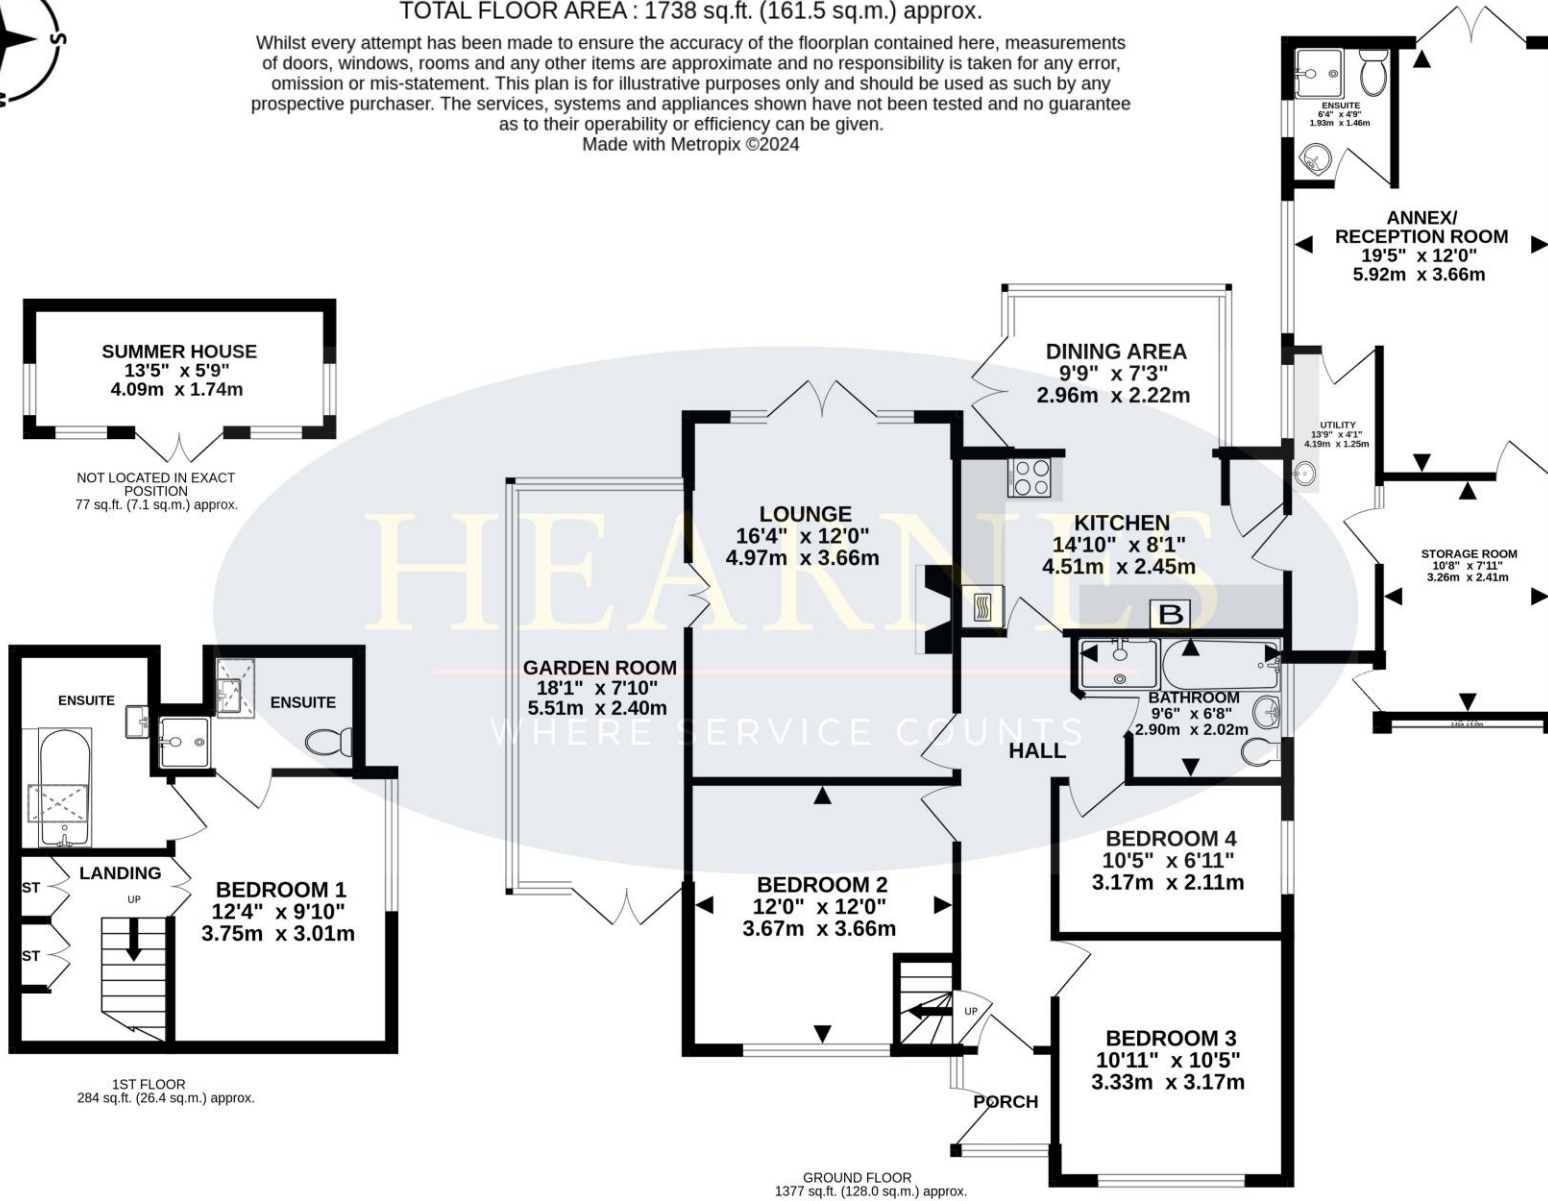 TOTAL FLOOR AREA : 1738 sq.ft. (161.5 sq.m.) approx.
Whilst every attempt has been made to ensure the accuracy of the floorplan contained here, measurements
of doors, windows, rooms and any other items are approximate and no responsibility is taken for any error,
omission or mis-statement. This plan is for illustrative purposes only and should be used as such by any
prospective purchaser. The services, systems and appliances shown have not been tested and no guarantee
as to their operability or efficiency can be given.
Made with Metropix ©2024
S
ENSUITE
6'4" x 4'9"
1.93m x 1.46m
ANNEX/
RECEPTION ROOM
19'5" x 12'0"
5.92m x 3.66m
SUMMER HOUSE
13'5" x 5'9"
4.09m x 1.74m
NOT LOCATED IN EXACT
POSITION
77 sq.ft. (7.1 sq.m.) approx.
DINING AREA
9'9" x 7'3"
2.96m x 2.22m
UTILITY
13'9" x 4'1"
4.19m x 1.25m
LOUNGE
16'4" x 12'0"
4.97m x 3.66m
KITCHEN
14'10" x 8'1"
4.51m x 2.45m
B
STORAGE ROOM
10'8" x 7'11"
3.26m x 2.41m
HEARNES
WHERE SERVICE COUNTS
GARDEN ROOM
18'1" x 7'10"
5.51m x 2.40m
BATHROOM
9'6" x 6'8"
2.90m x 2.02m
HALL
ENSUITE
ENSUITE
LANDING
UP
ST
ST
BEDROOM 1
12'4" x 9'10"
3.75m x 3.01m
BEDROOM 2
12'0" x 12'0"
3.67m x 3.66m
BEDROOM 4
10'5" x 6'11"
3.17m x 2.11m
UP
BEDROOM 3
10'11" x 10'5"
3.33m x 3.17m
PORCH
1ST FLOOR
284 sq.ft. (26.4 sq.m.) approx.
GROUND FLOOR
1377 sq.ft. (128.0 sq.m.) approx.